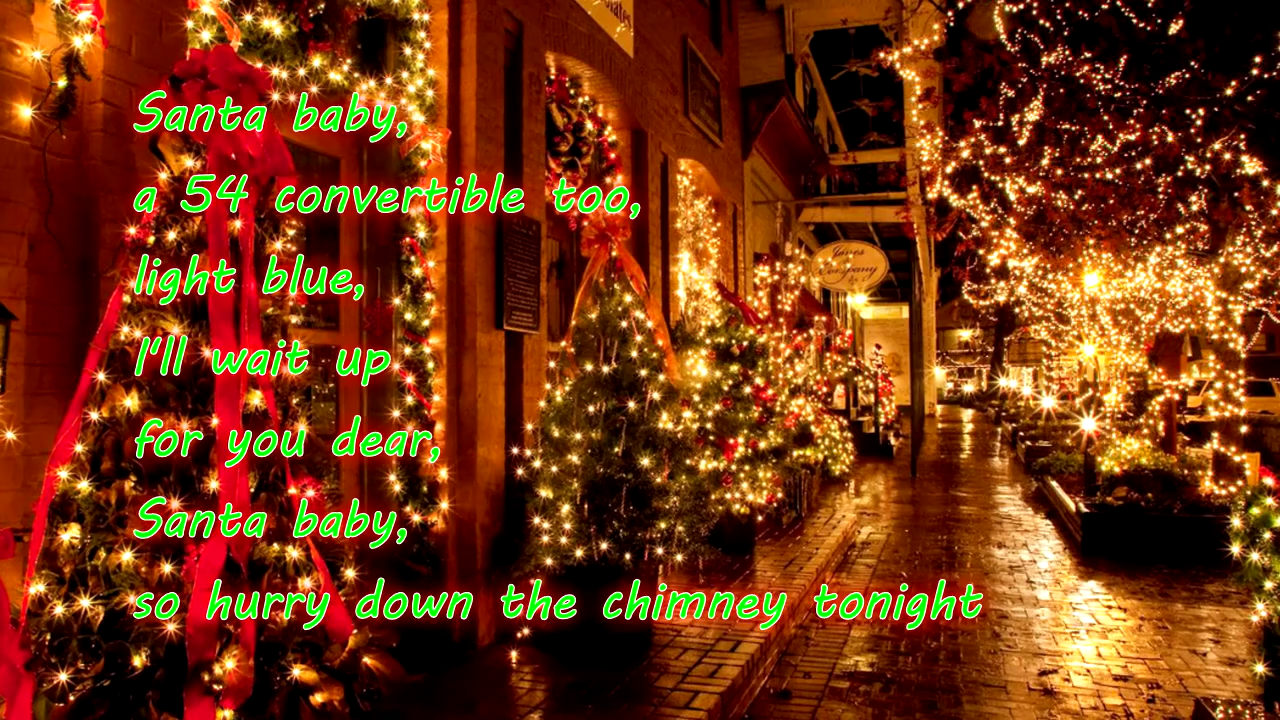 Santa baby,
a 54 convertible too,
light blue,
I'll wait up
for you dear,
Santa baby,
so hurry down the chimney tonight
Company